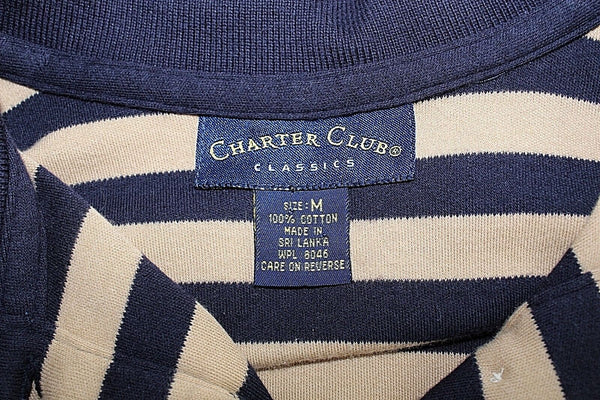 CHARTER CLUB®
CLASSICS
SIZE: M
100% COTTON
MADE IN
SRI LANKA
WPL 8046
CARE ON REVERSE